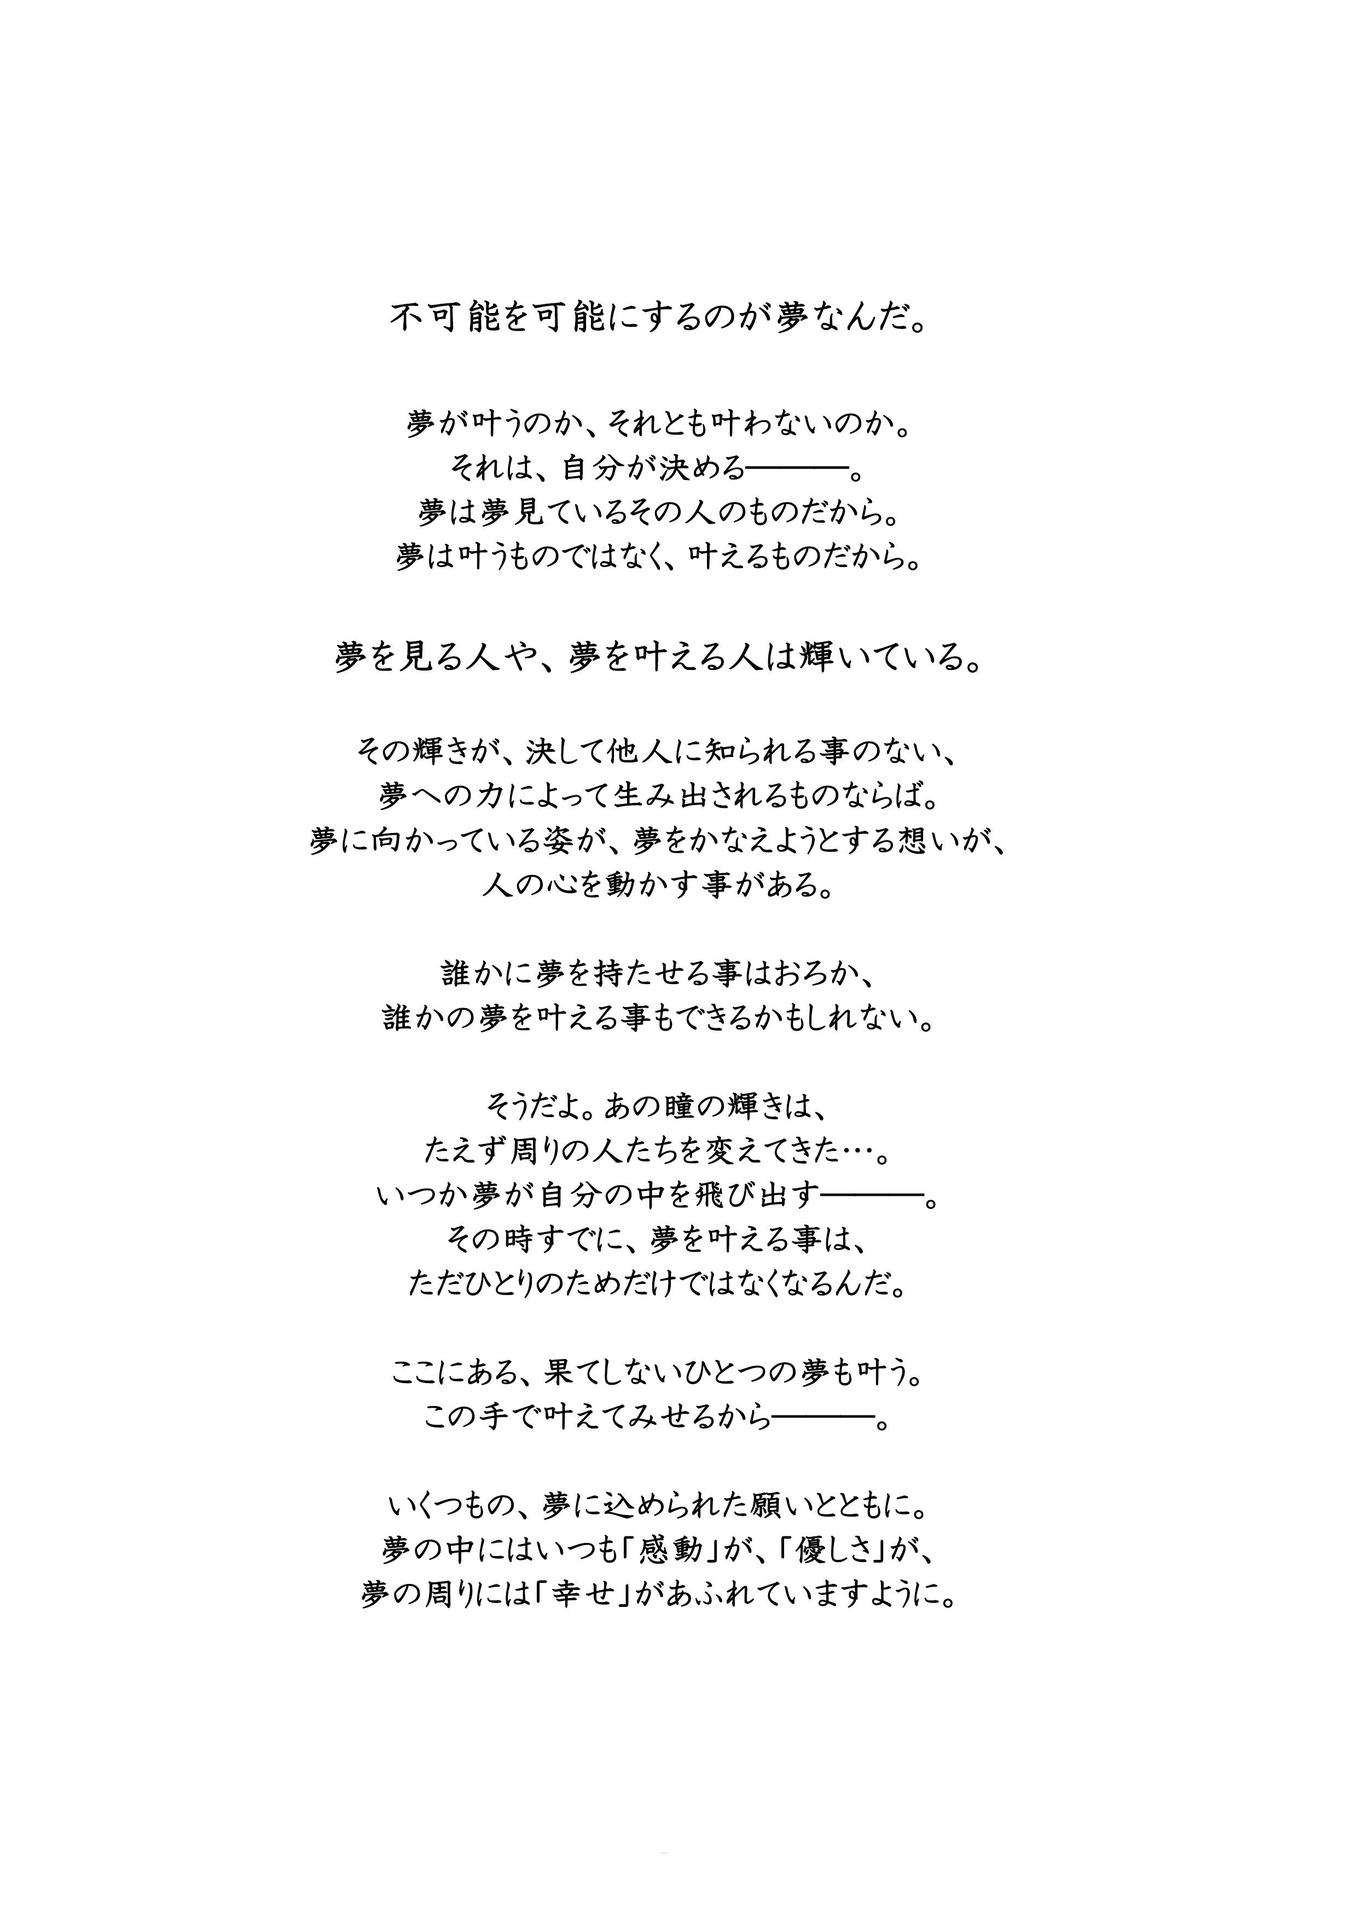 不可能を可能にするのが夢なんだ。
夢が叶うのか、それとも叶わないのか。
それは、自分が決める―――。
夢は夢見ているその人のものだから。
夢は叶うものではなく、叶えるものだから。
夢を見る人や、夢を叶える人は輝いている。
その輝きが、決して他人に知られる事のない、
夢への力によって生み出されるものならば。
夢に向かっている姿が、夢をかなえようとする想いが、
人の心を動かす事がある。
誰かに夢を持たせる事はおろか、
誰かの夢を叶える事もできるかもしれない。
そうだよ。あの瞳の輝きは、
たえず周りの人たちを変えてきた…。
いつか夢が自分の中を飛び出す―――。
その時すでに、夢を叶える事は、
ただひとりのためだけではなくなるんだ。
ここにある、果てしないひとつの夢も叶う。
この手で叶えてみせるから―――。
いくつもの、夢に込められた願いとともに。
夢の中にはいつも「感動」が、「優しさ」が、
夢の周りには「幸せ」があふれていますように。